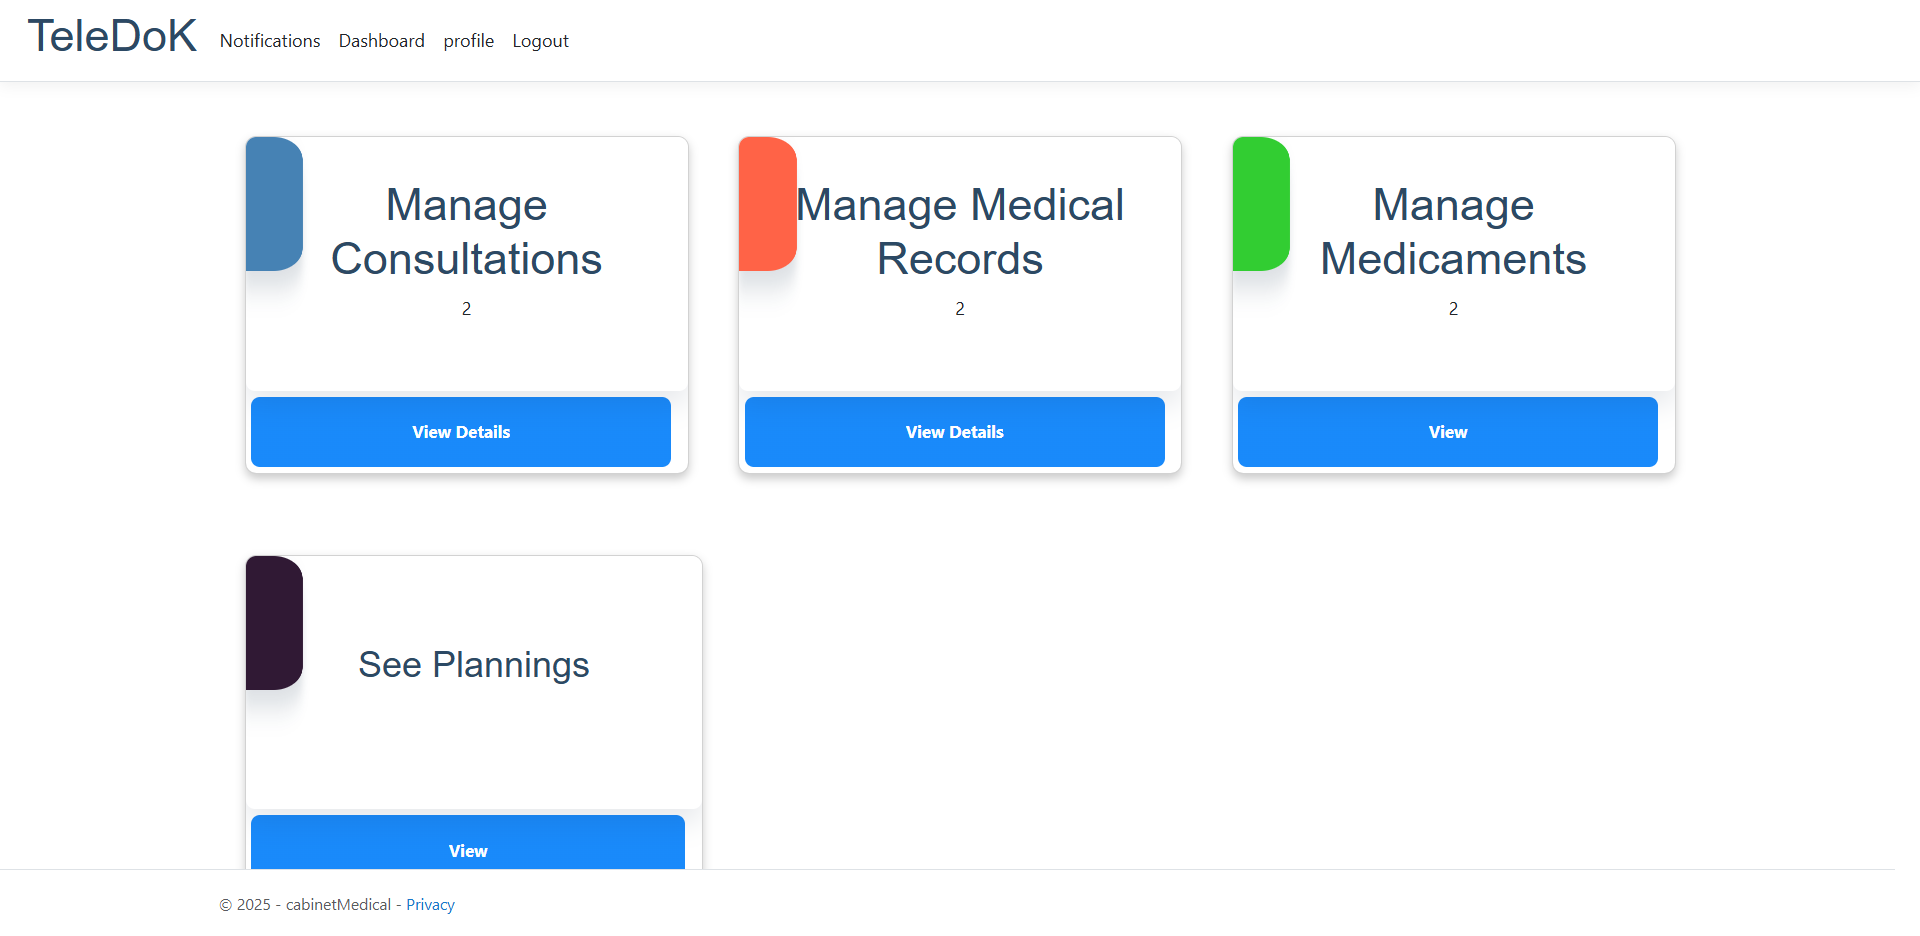 TeleDoK Notifications Dashboard profile Logout
Manage
Consultations
2
View Details
Manage Medical
Records
2
View Details
Manage
Medicaments
2
View
See Plannings
View
© 2025 - cabinetMedical - Privacy